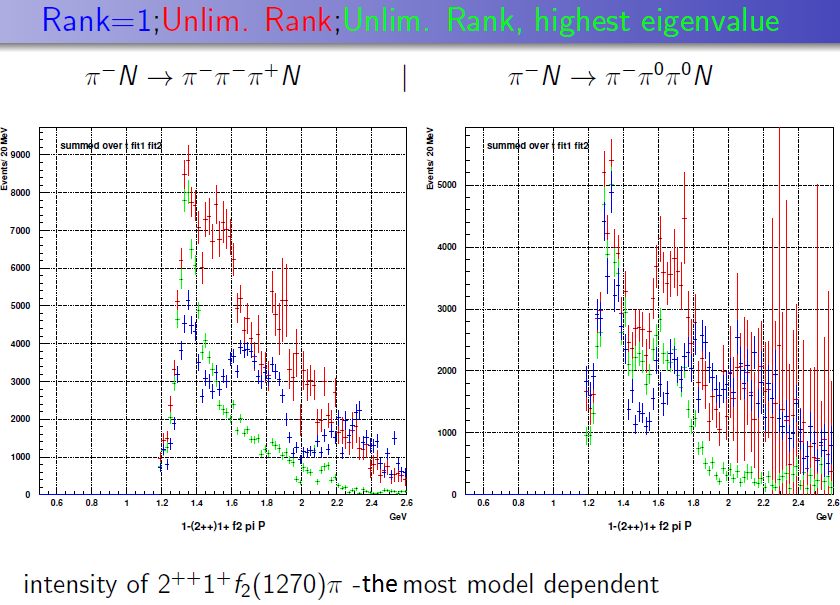 Rank=1;Unlim. Rank;Unlim. Rank, highest eigenvalue
π⁻N → π⁻π⁻π⁺N | π⁻N → π⁻π⁰π⁰N
Events/ 20 MeV
summed over t fit1 fit2
9000
8000
7000
6000
5000
4000
3000
2000
1000
0
0.6 0.8 1 1.2 1.4 1.6 1.8 2 2.2 2.4 2.6
GeV
1-(2++)1+ f2 pi P
Events/ 20 MeV
summed over t fit1 fit2
5000
4000
3000
2000
1000
0
0.6 0.8 1 1.2 1.4 1.6 1.8 2 2.2 2.4 2.6
GeV
1-(2++)1+ f2 pi P
intensity of 2⁺⁺1⁺f₂(1270)π -the most model dependent